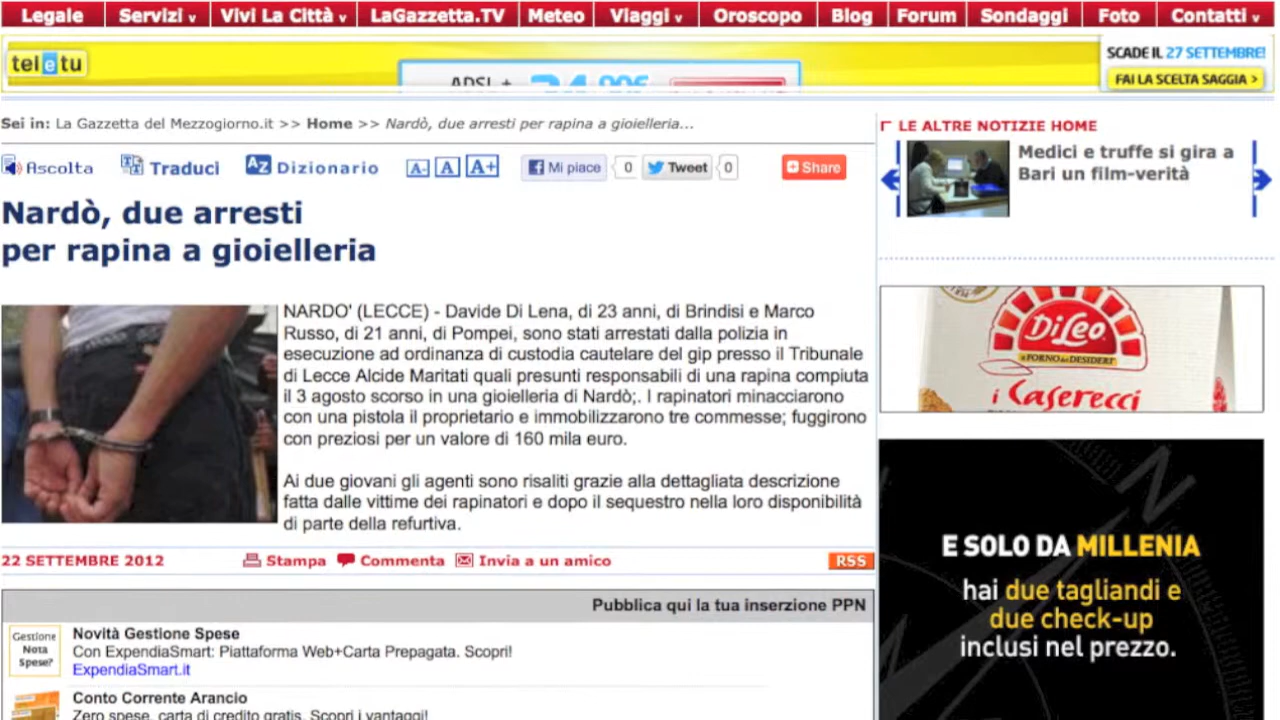 Legale Servizi v Vivi La Città v LaGazzetta.TV Meteo Viaggi v Oroscopo Blog Forum Sondaggi Foto Contatti v
tel e tu
ADSL +
SCADE IL 27 SETTEMBRE!
FAI LA SCELTA SAGGIA >
Sei in: La Gazzetta del Mezzogiorno.it >> Home >> Nardò, due arresti per rapina a gioielleria...
Ascolta Traduci Dizionario A- A A+ Mi piace 0 Tweet 0 Share
Nardò, due arresti
per rapina a gioielleria
NARDO' (LECCE) - Davide Di Lena, di 23 anni, di Brindisi e Marco
Russo, di 21 anni, di Pompei, sono stati arrestati dalla polizia in
esecuzione ad ordinanza di custodia cautelare del gip presso il Tribunale
di Lecce Alcide Maritati quali presunti responsabili di una rapina compiuta
il 3 agosto scorso in una gioielleria di Nardò;. I rapinatori minacciarono
con una pistola il proprietario e immobilizzarono tre commesse; fuggirono
con preziosi per un valore di 160 mila euro.
Ai due giovani gli agenti sono risaliti grazie alla dettagliata descrizione
fatta dalle vittime dei rapinatori e dopo il sequestro nella loro disponibilità
di parte della refurtiva.
22 SETTEMBRE 2012 Stampa Commenta Invia a un amico RSS
Pubblica qui la tua inserzione PPN
Gestione
Nota
Spese?
Novità Gestione Spese
Con ExpendiaSmart: Piattaforma Web+Carta Prepagata. Scopri!
ExpendiaSmart.it
Conto Corrente Arancio
Zero spese, carta di credito gratis. Scopri i vantaggi!
LE ALTRE NOTIZIE HOME
Medici e truffe si gira a
Bari un film-verità
Di Leo
IL FORNO DEI DESIDERI
i Caserecci
N
E SOLO DA MILLENIA
hai due tagliandi e
due check-up
inclusi nel prezzo.